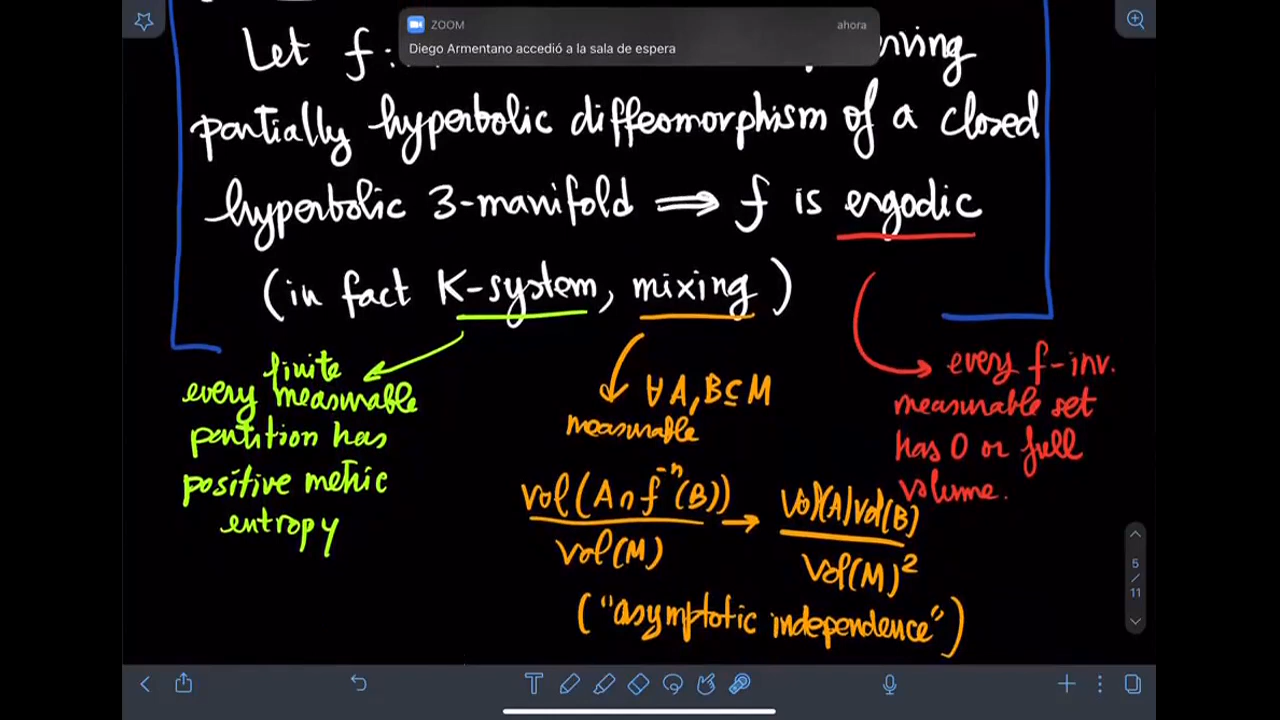 ZOOM ahora
Diego Armentano accedió a la sala de espera
Let f:
partially hyperbolic diffeomorphism of a closed
hyperbolic 3-manifold ⟹ f is ergodic
(in fact K-system, mixing)
finite
every measurable
partition has
positive metric
entropy
∀ A, B ⊆ M
measurable
vol(A ∩ f⁻ⁿ(B)) / vol(M) → vol(A) vol(B) / vol(M)²
("asymptotic independence")
every f-inv.
measurable set
has 0 or full
volume.
5
/
11